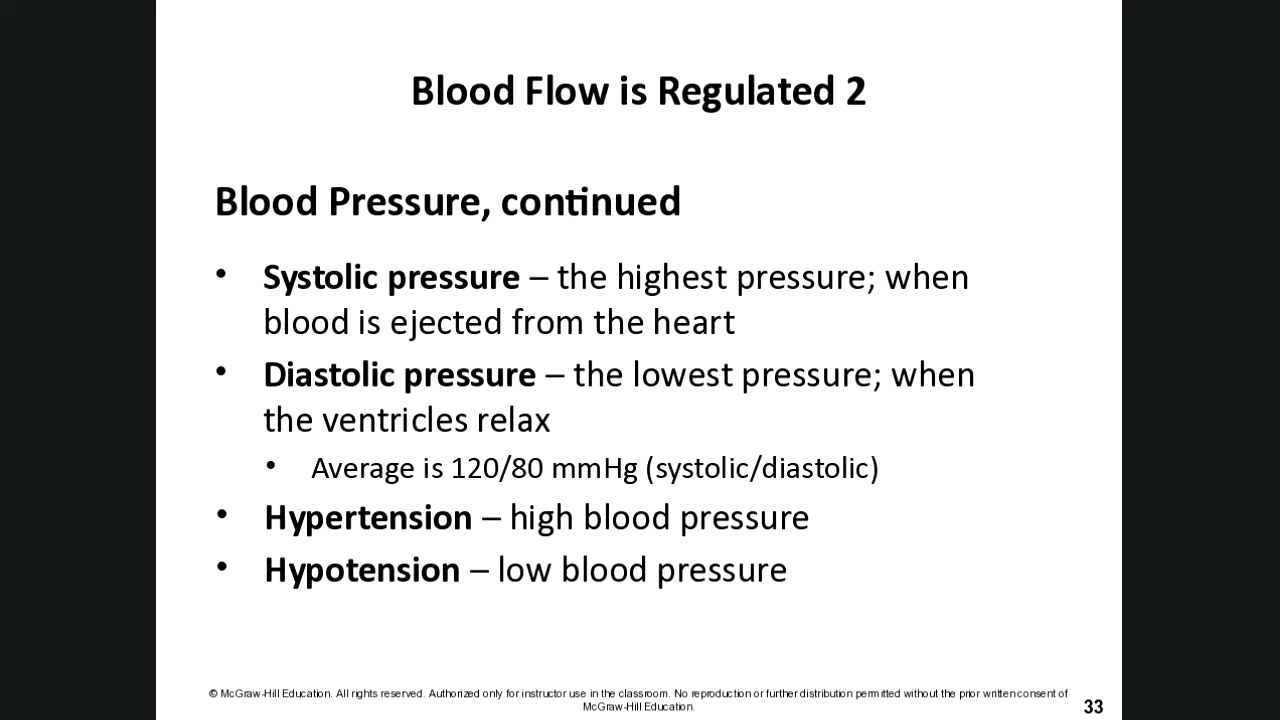 Blood Flow is Regulated 2
Blood Pressure, continued
• Systolic pressure – the highest pressure; when
blood is ejected from the heart
• Diastolic pressure – the lowest pressure; when
the ventricles relax
• Average is 120/80 mmHg (systolic/diastolic)
• Hypertension – high blood pressure
• Hypotension – low blood pressure
© McGraw-Hill Education. All rights reserved. Authorized only for instructor use in the classroom. No reproduction or further distribution permitted without the prior written consent of
McGraw-Hill Education.
33